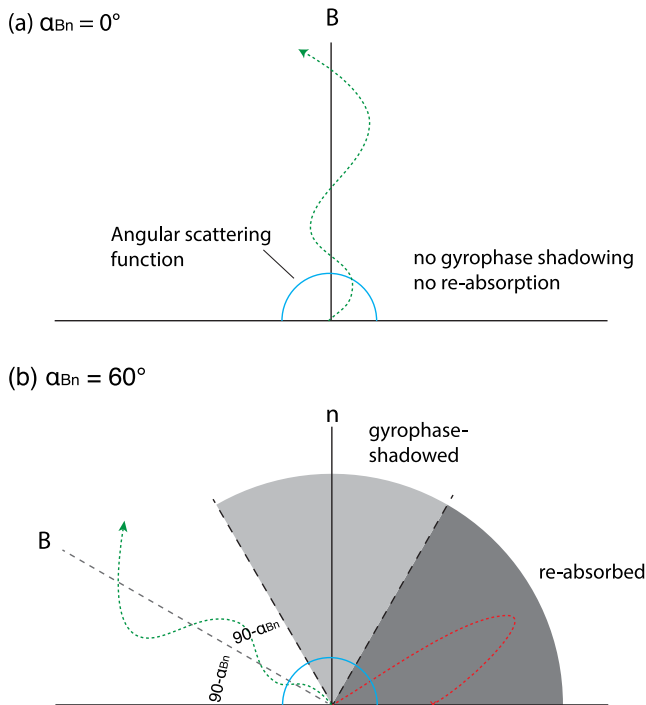 (a) αBn = 0°
B
Angular scattering
function
no gyrophase shadowing
no re-absorption
(b) αBn = 60°
n
gyrophase-
shadowed
B
re-absorbed
90-αBn
90-αBn